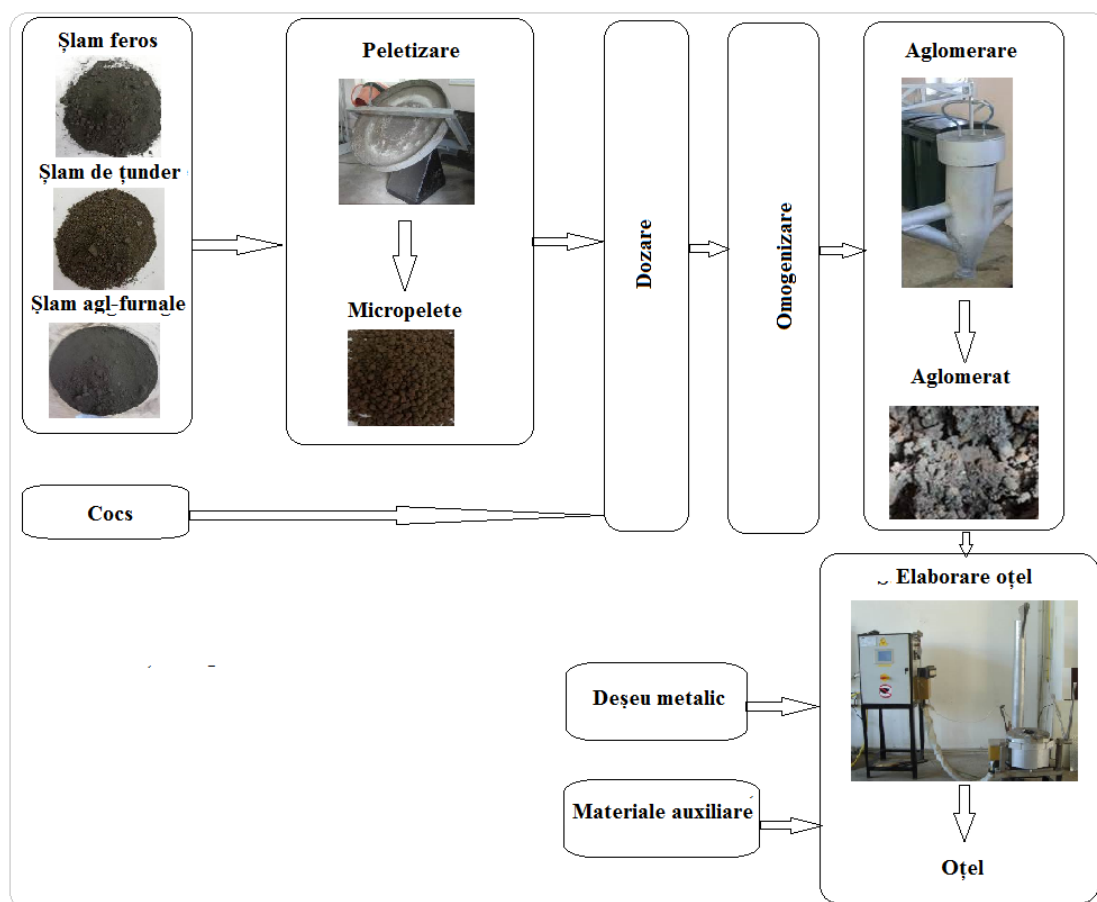 Șlam feros
Șlam de țunder
Șlam agl-furnale
Peletizare
Micropelete
Cocs
Dozare
Omogenizare
Aglomerare
Aglomerat
Elaborare oțel
Deșeu metalic
Materiale auxiliare
Oțel